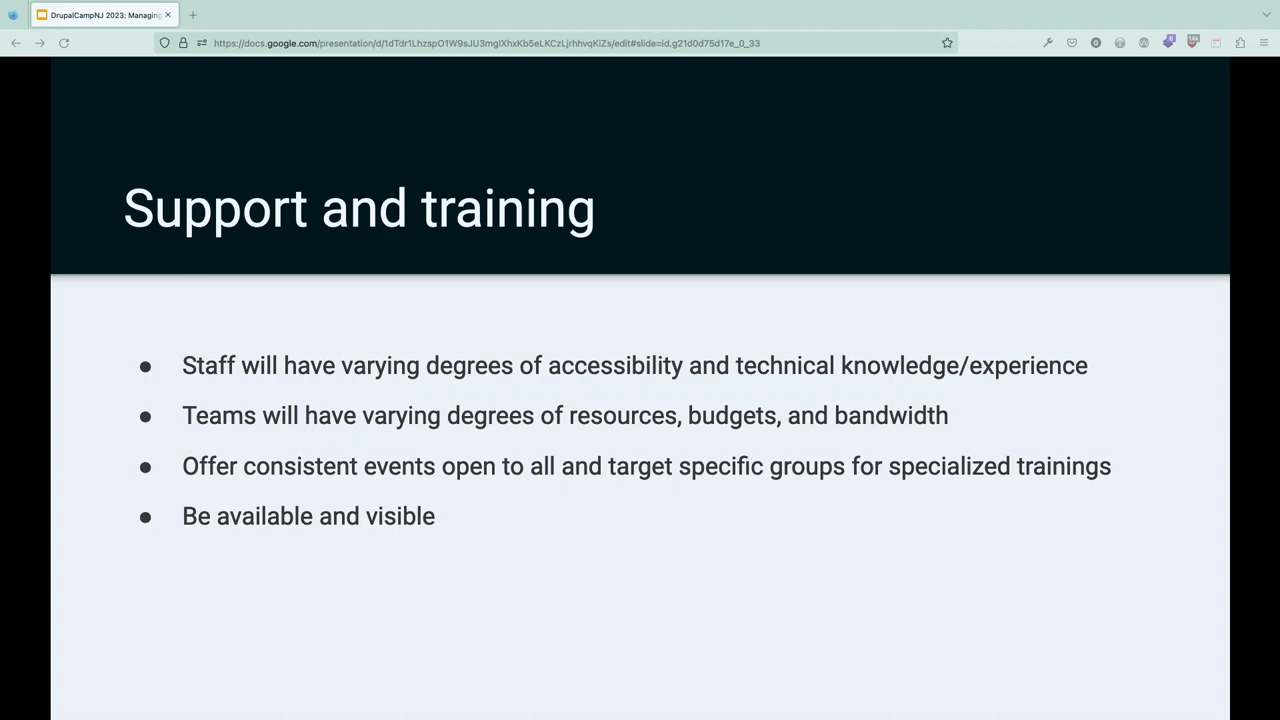 DrupalCampNJ 2023: Managing
https://docs.google.com/presentation/d/1dTdr1LhzspO1W9sJU3mglXhxKb5eLKCzLjrhhvqKiZs/edit#slide=id.g21d0d75d17e_0_33
Support and training
● Staff will have varying degrees of accessibility and technical knowledge/experience
● Teams will have varying degrees of resources, budgets, and bandwidth
● Offer consistent events open to all and target specific groups for specialized trainings
● Be available and visible